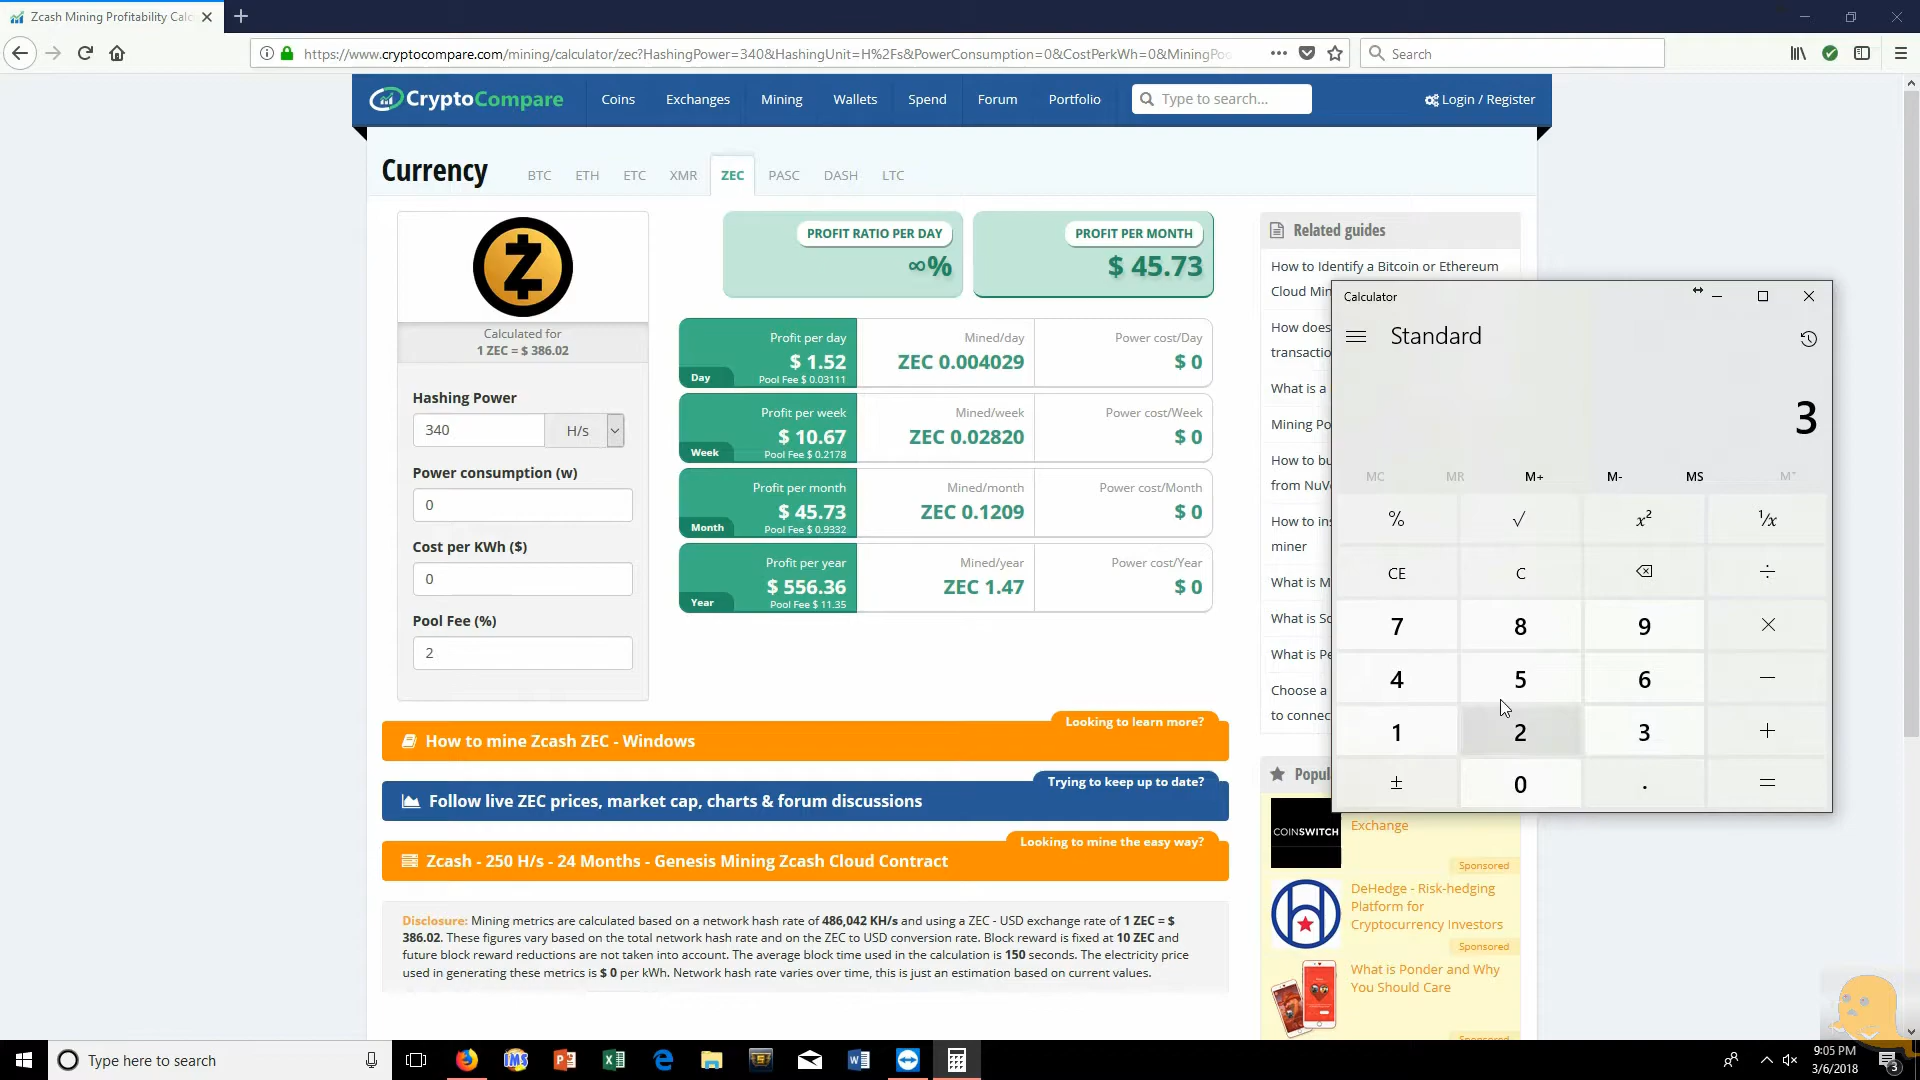 Zcash Mining Profitability Calc
https://www.cryptocompare.com/mining/calculator/zec?HashingPower=340&HashingUnit=H%2Fs&PowerConsumption=0&CostPerkWh=0&MiningPoo
Search
CryptoCompare
Coins
Exchanges
Mining
Wallets
Spend
Forum
Portfolio
Type to search...
Login / Register
Currency
BTC
ETH
ETC
XMR
ZEC
PASC
DASH
LTC
Calculated for
1 ZEC = $ 386.02
Hashing Power
340
H/s
Power consumption (w)
0
Cost per KWh ($)
0
Pool Fee (%)
2
PROFIT RATIO PER DAY
∞%
PROFIT PER MONTH
$ 45.73
Profit per day
$ 1.52
Pool Fee $ 0.03111
Day
Mined/day
ZEC 0.004029
Power cost/Day
$ 0
Profit per week
$ 10.67
Pool Fee $ 0.2178
Week
Mined/week
ZEC 0.02820
Power cost/Week
$ 0
Profit per month
$ 45.73
Pool Fee $ 0.9332
Month
Mined/month
ZEC 0.1209
Power cost/Month
$ 0
Profit per year
$ 556.36
Pool Fee $ 11.35
Year
Mined/year
ZEC 1.47
Power cost/Year
$ 0
Looking to learn more?
How to mine Zcash ZEC - Windows
Trying to keep up to date?
Follow live ZEC prices, market cap, charts & forum discussions
Looking to mine the easy way?
Zcash - 250 H/s - 24 Months - Genesis Mining Zcash Cloud Contract
Disclosure: Mining metrics are calculated based on a network hash rate of 486,042 KH/s and using a ZEC - USD exchange rate of 1 ZEC = $
386.02. These figures vary based on the total network hash rate and on the ZEC to USD conversion rate. Block reward is fixed at 10 ZEC and
future block reward reductions are not taken into account. The average block time used in the calculation is 150 seconds. The electricity price
used in generating these metrics is $ 0 per kWh. Network hash rate varies over time, this is just an estimation based on current values.
Related guides
How to Identify a Bitcoin or Ethereum
Cloud Min
How does
transactio
What is a
Mining Po
How to bu
from NuV
How to ins
miner
What is M
What is So
What is Pe
Choose a
to connec
Popul
COINSWITCH
Exchange
Sponsored
DeHedge - Risk-hedging
Platform for
Cryptocurrency Investors
Sponsored
What is Ponder and Why
You Should Care
Calculator
Standard
3
MC
MR
M+
M-
MS
M˅
%
√
x²
¹/x
CE
C
÷
7
8
9
×
4
5
6
−
1
2
3
+
±
0
.
=
Type here to search
IMS
9:05 PM
3/6/2018
3